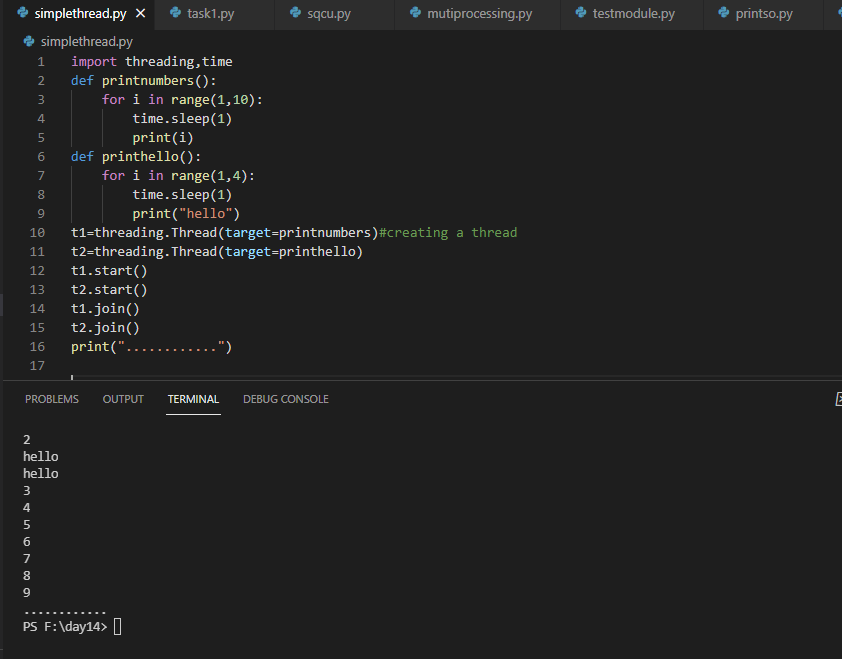 simplethread.py × task1.py sqcu.py mutiprocessing.py testmodule.py printso.py
simplethread.py
1 import threading,time
2 def printnumbers():
3     for i in range(1,10):
4         time.sleep(1)
5         print(i)
6 def printhello():
7     for i in range(1,4):
8         time.sleep(1)
9         print("hello")
10 t1=threading.Thread(target=printnumbers)#creating a thread
11 t2=threading.Thread(target=printhello)
12 t1.start()
13 t2.start()
14 t1.join()
15 t2.join()
16 print("............")
17
PROBLEMS OUTPUT TERMINAL DEBUG CONSOLE
2
hello
hello
3
4
5
6
7
8
9
............
PS F:\day14>